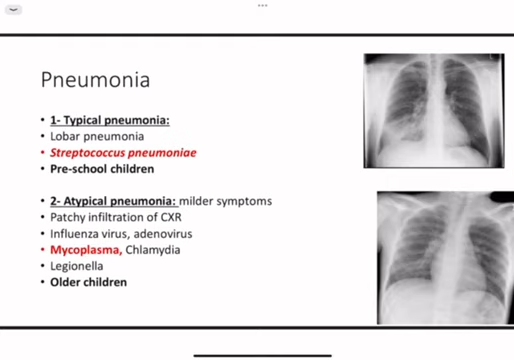 Pneumonia
• 1- Typical pneumonia:
• Lobar pneumonia
• Streptococcus pneumoniae
• Pre-school children
• 2- Atypical pneumonia: milder symptoms
• Patchy infiltration of CXR
• Influenza virus, adenovirus
• Mycoplasma, Chlamydia
• Legionella
• Older children